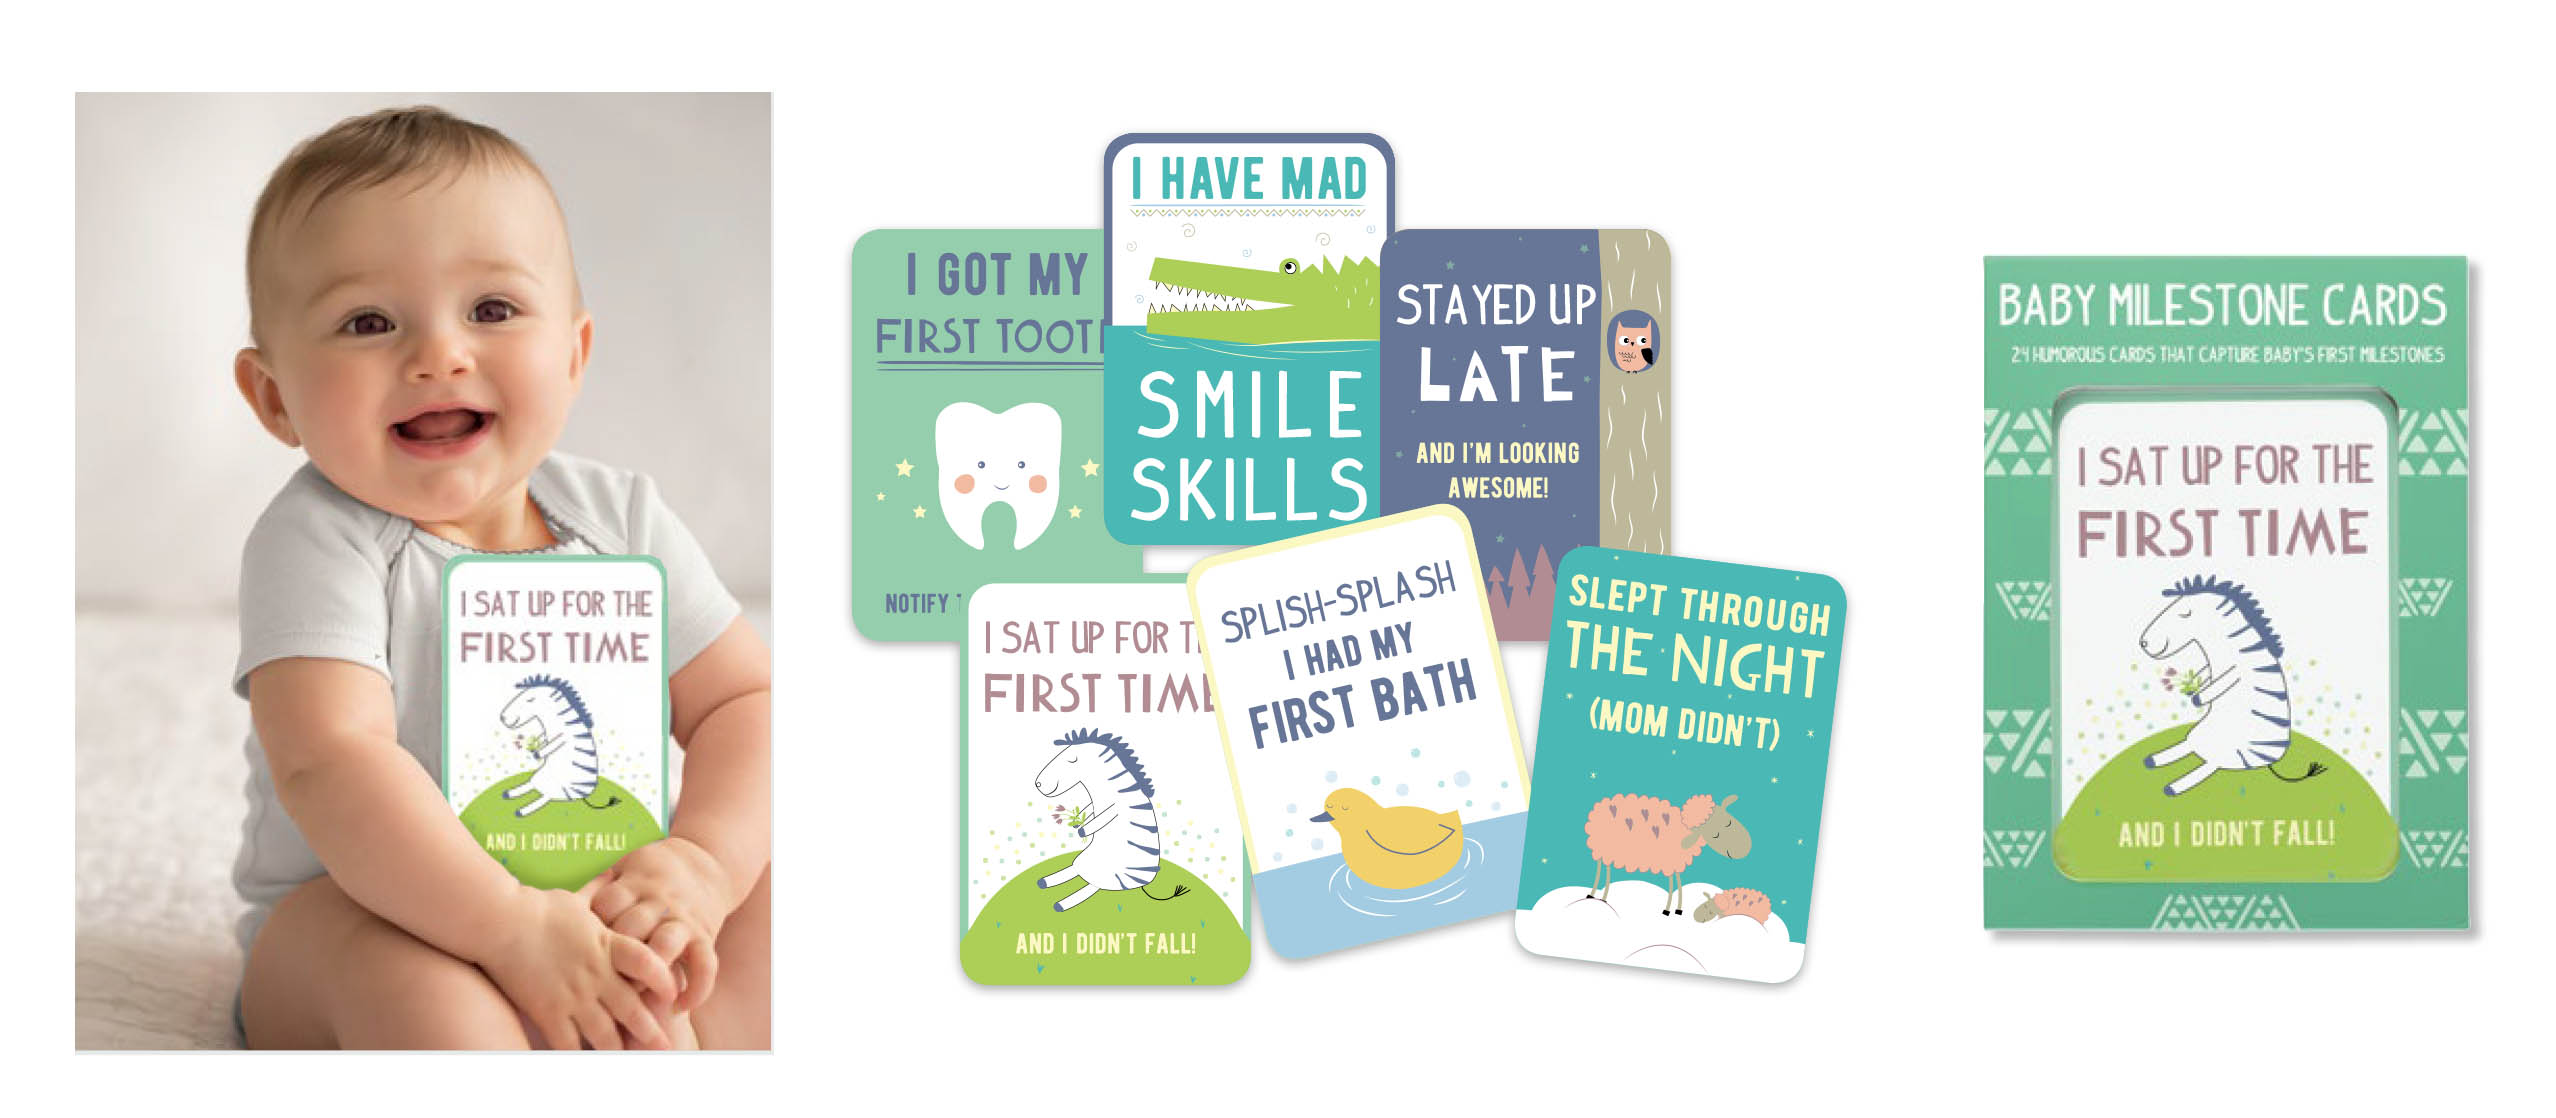 I SAT UP FOR THE
FIRST TIME
AND I DIDN'T FALL!
I GOT MY
FIRST
NOTIFY
I HAVE MAD
SMILE
SKILLS
STAYED UP
LATE
AND I'M LOOKING
AWESOME!
I SAT UP FOR
FIRST
AND I DIDN'T FALL!
SPLISH-SPLASH
I HAD MY
FIRST BATH
SLEPT THROUGH
THE NIGHT
(MOM DIDN'T)
BABY MILESTONE CARDS
24 HUMOROUS CARDS THAT CAPTURE BABY'S FIRST MILESTONES
I SAT UP FOR THE
FIRST TIME
AND I DIDN'T FALL!